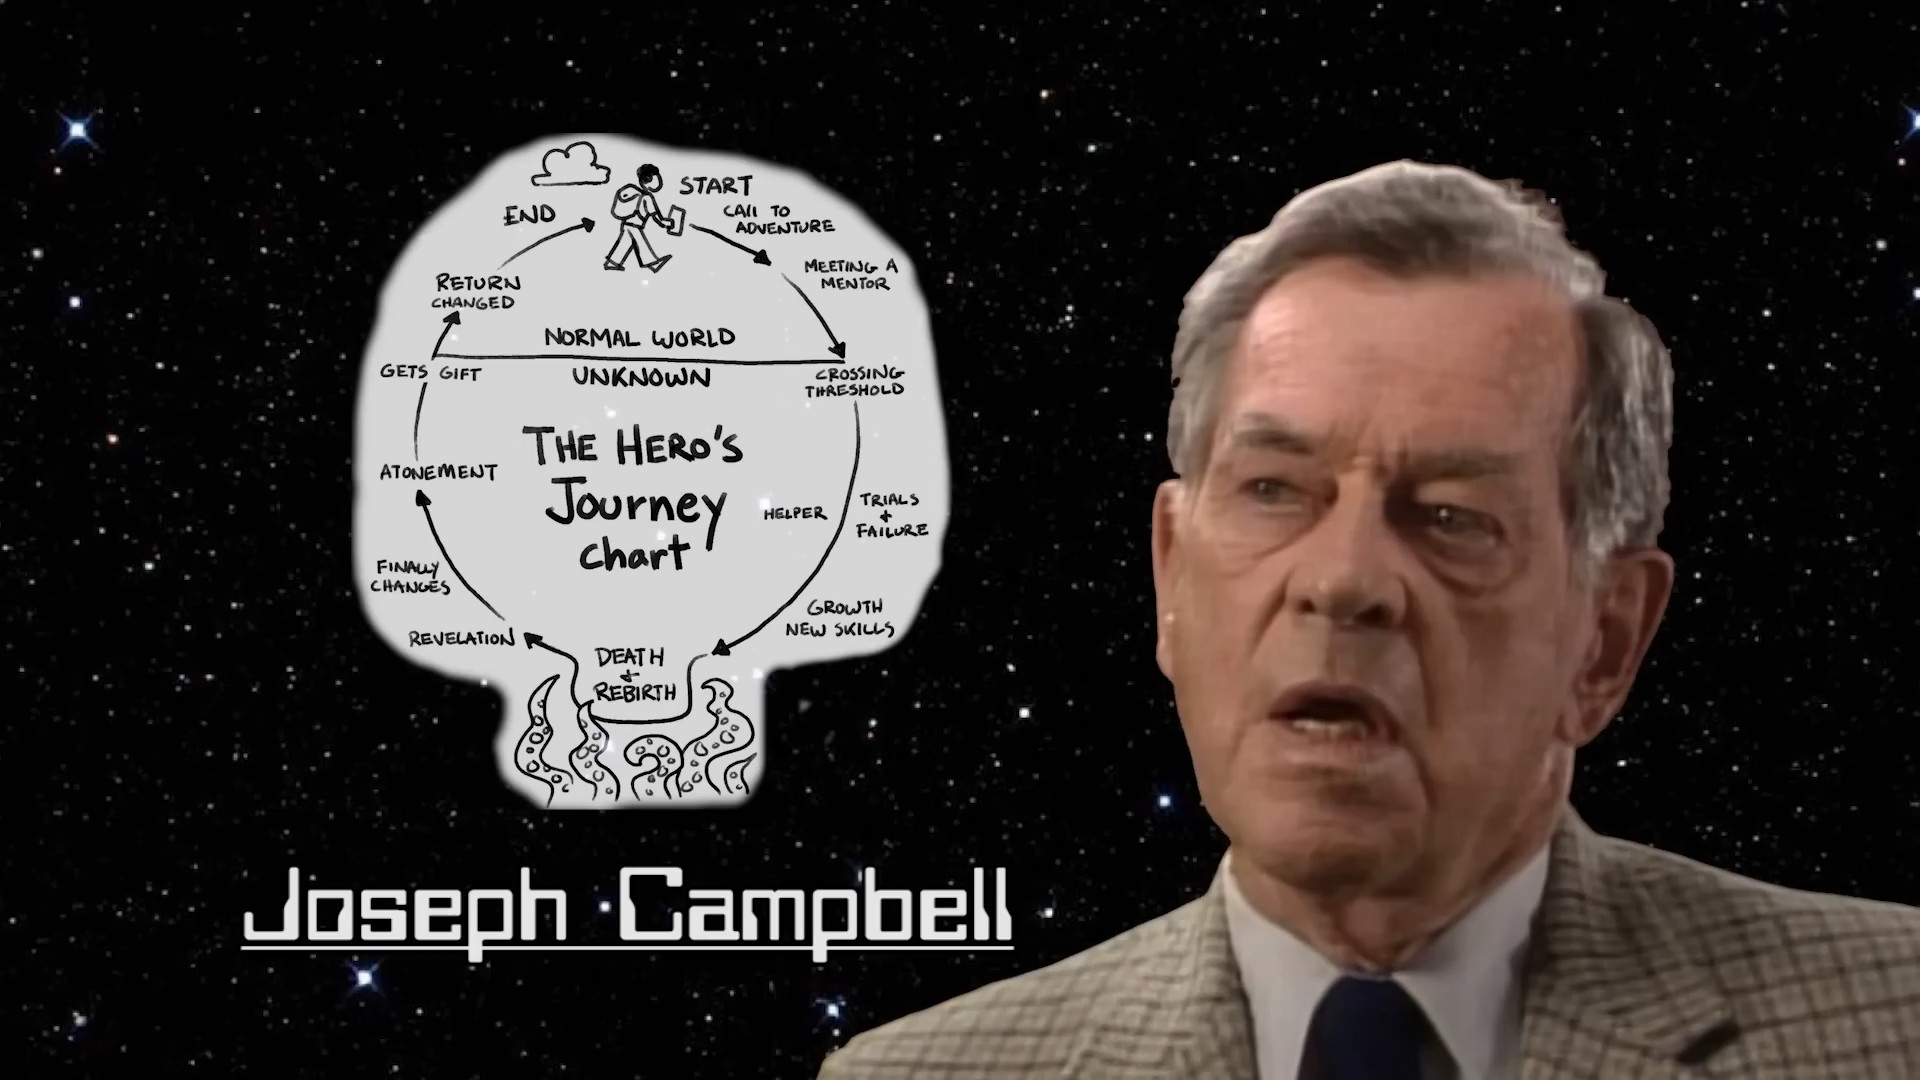 START
CAll TO
ADVENTURE
END
MEETING A
MENTOR
RETURN
CHANGED
NORMAL WORLD
GETS GIFT
UNKNOWN
CROSSING
THRESHOLD
THE HERO'S
Journey
chart
ATONEMENT
HELPER
TRIALS
+
FAILURE
FINALLY
CHANGES
GROWTH
NEW SKILLS
REVELATION
DEATH
+
REBIRTH
Joseph Campbell